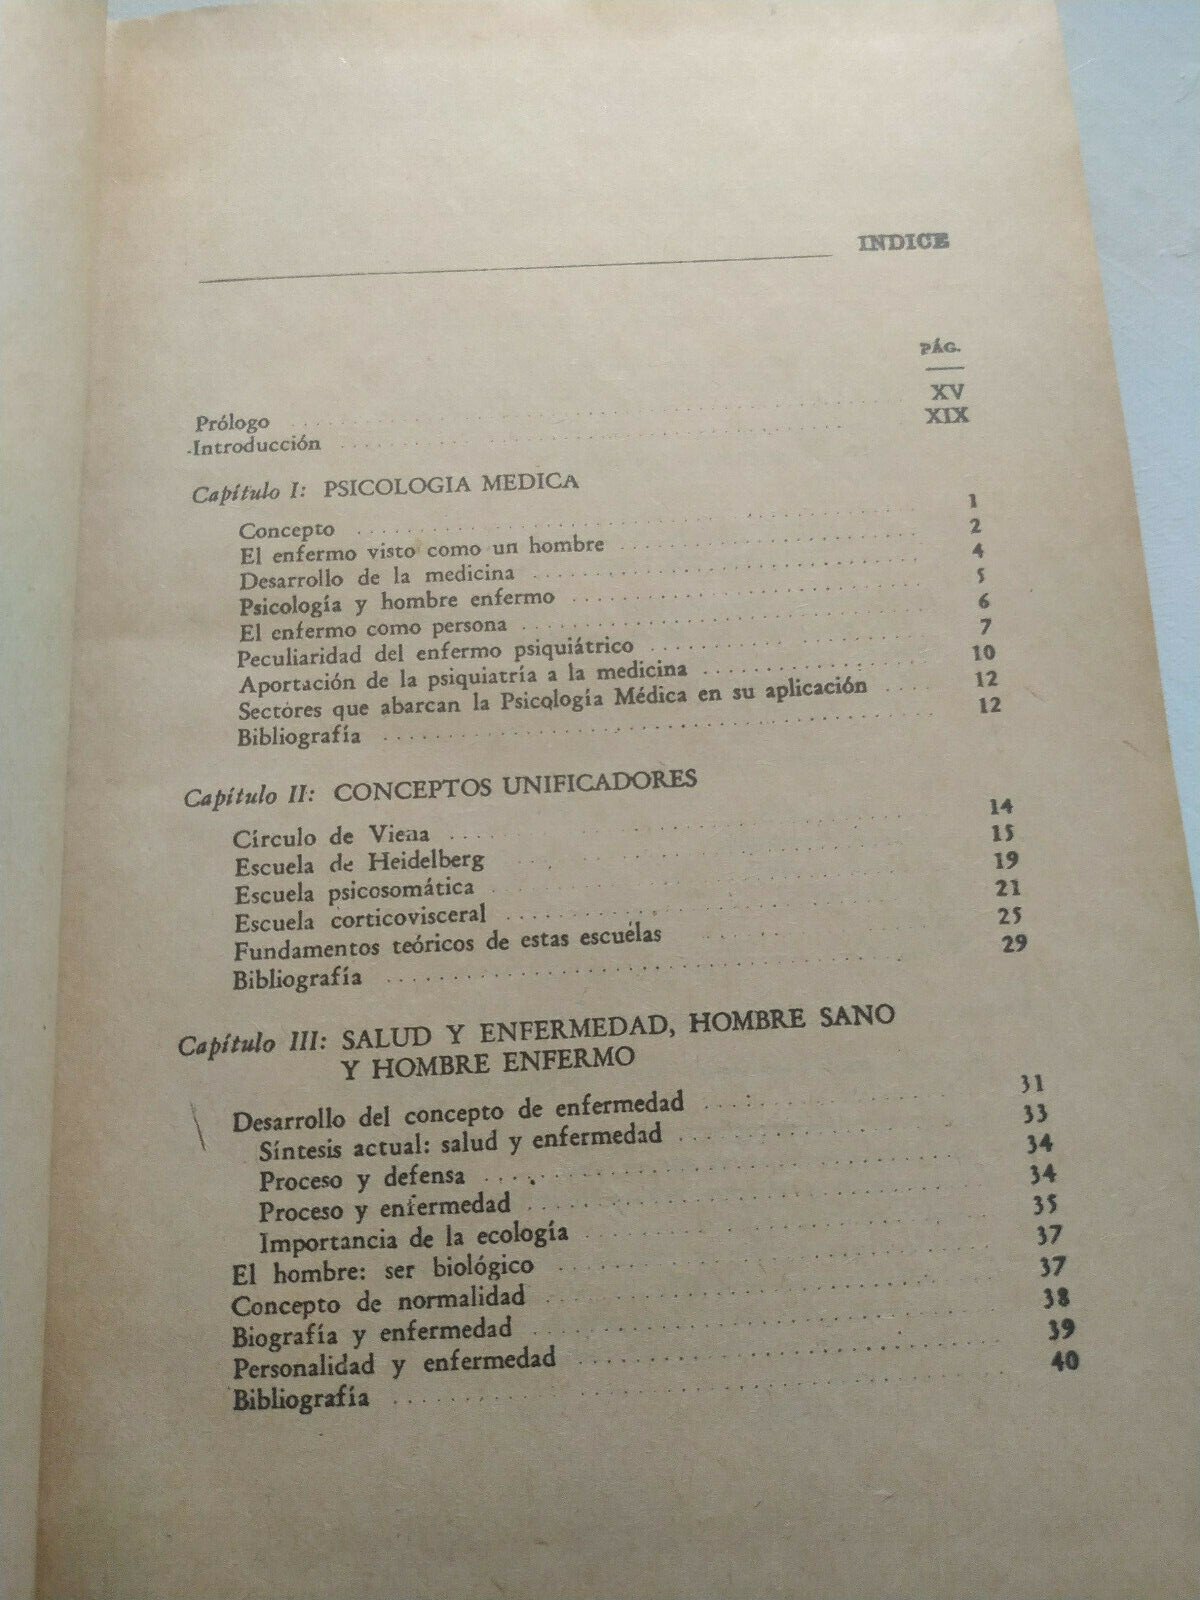 INDICE
PÁG.
Prólogo XV
Introducción XIX
Capítulo I: PSICOLOGIA MEDICA
Concepto 1
El enfermo visto como un hombre 2
Desarrollo de la medicina 4
Psicología y hombre enfermo 5
El enfermo como persona 6
Peculiaridad del enfermo psiquiátrico 7
Aportación de la psiquiatría a la medicina 10
Sectores que abarcan la Psicología Médica en su aplicación 12
Bibliografía 12
Capítulo II: CONCEPTOS UNIFICADORES
Círculo de Viena 14
Escuela de Heidelberg 15
Escuela psicosomática 19
Escuela corticovisceral 21
Fundamentos teóricos de estas escuelas 25
Bibliografía 29
Capítulo III: SALUD Y ENFERMEDAD, HOMBRE SANO
Y HOMBRE ENFERMO
Desarrollo del concepto de enfermedad 31
Síntesis actual: salud y enfermedad 33
Proceso y defensa 34
Proceso y enfermedad 34
Importancia de la ecología 35
El hombre: ser biológico 37
Concepto de normalidad 37
Biografía y enfermedad 38
Personalidad y enfermedad 39
Bibliografía 40